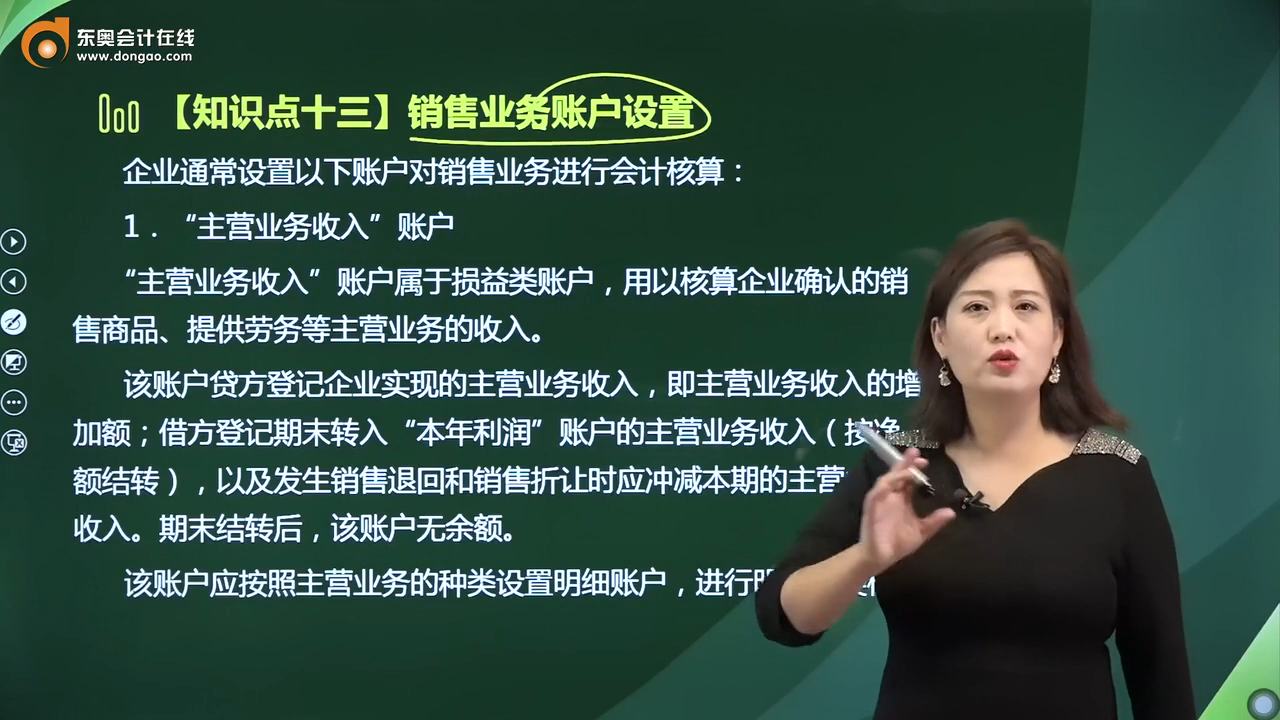 东奥会计在线
www.dongao.com
【知识点十三】销售业务账户设置
企业通常设置以下账户对销售业务进行会计核算：
1．“主营业务收入”账户
“主营业务收入”账户属于损益类账户，用以核算企业确认的销
售商品、提供劳务等主营业务的收入。
该账户贷方登记企业实现的主营业务收入，即主营业务收入的增
加额；借方登记期末转入“本年利润”账户的主营业务收入（按净
额结转），以及发生销售退回和销售折让时应冲减本期的主营
收入。期末结转后，该账户无余额。
该账户应按照主营业务的种类设置明细账户，进行